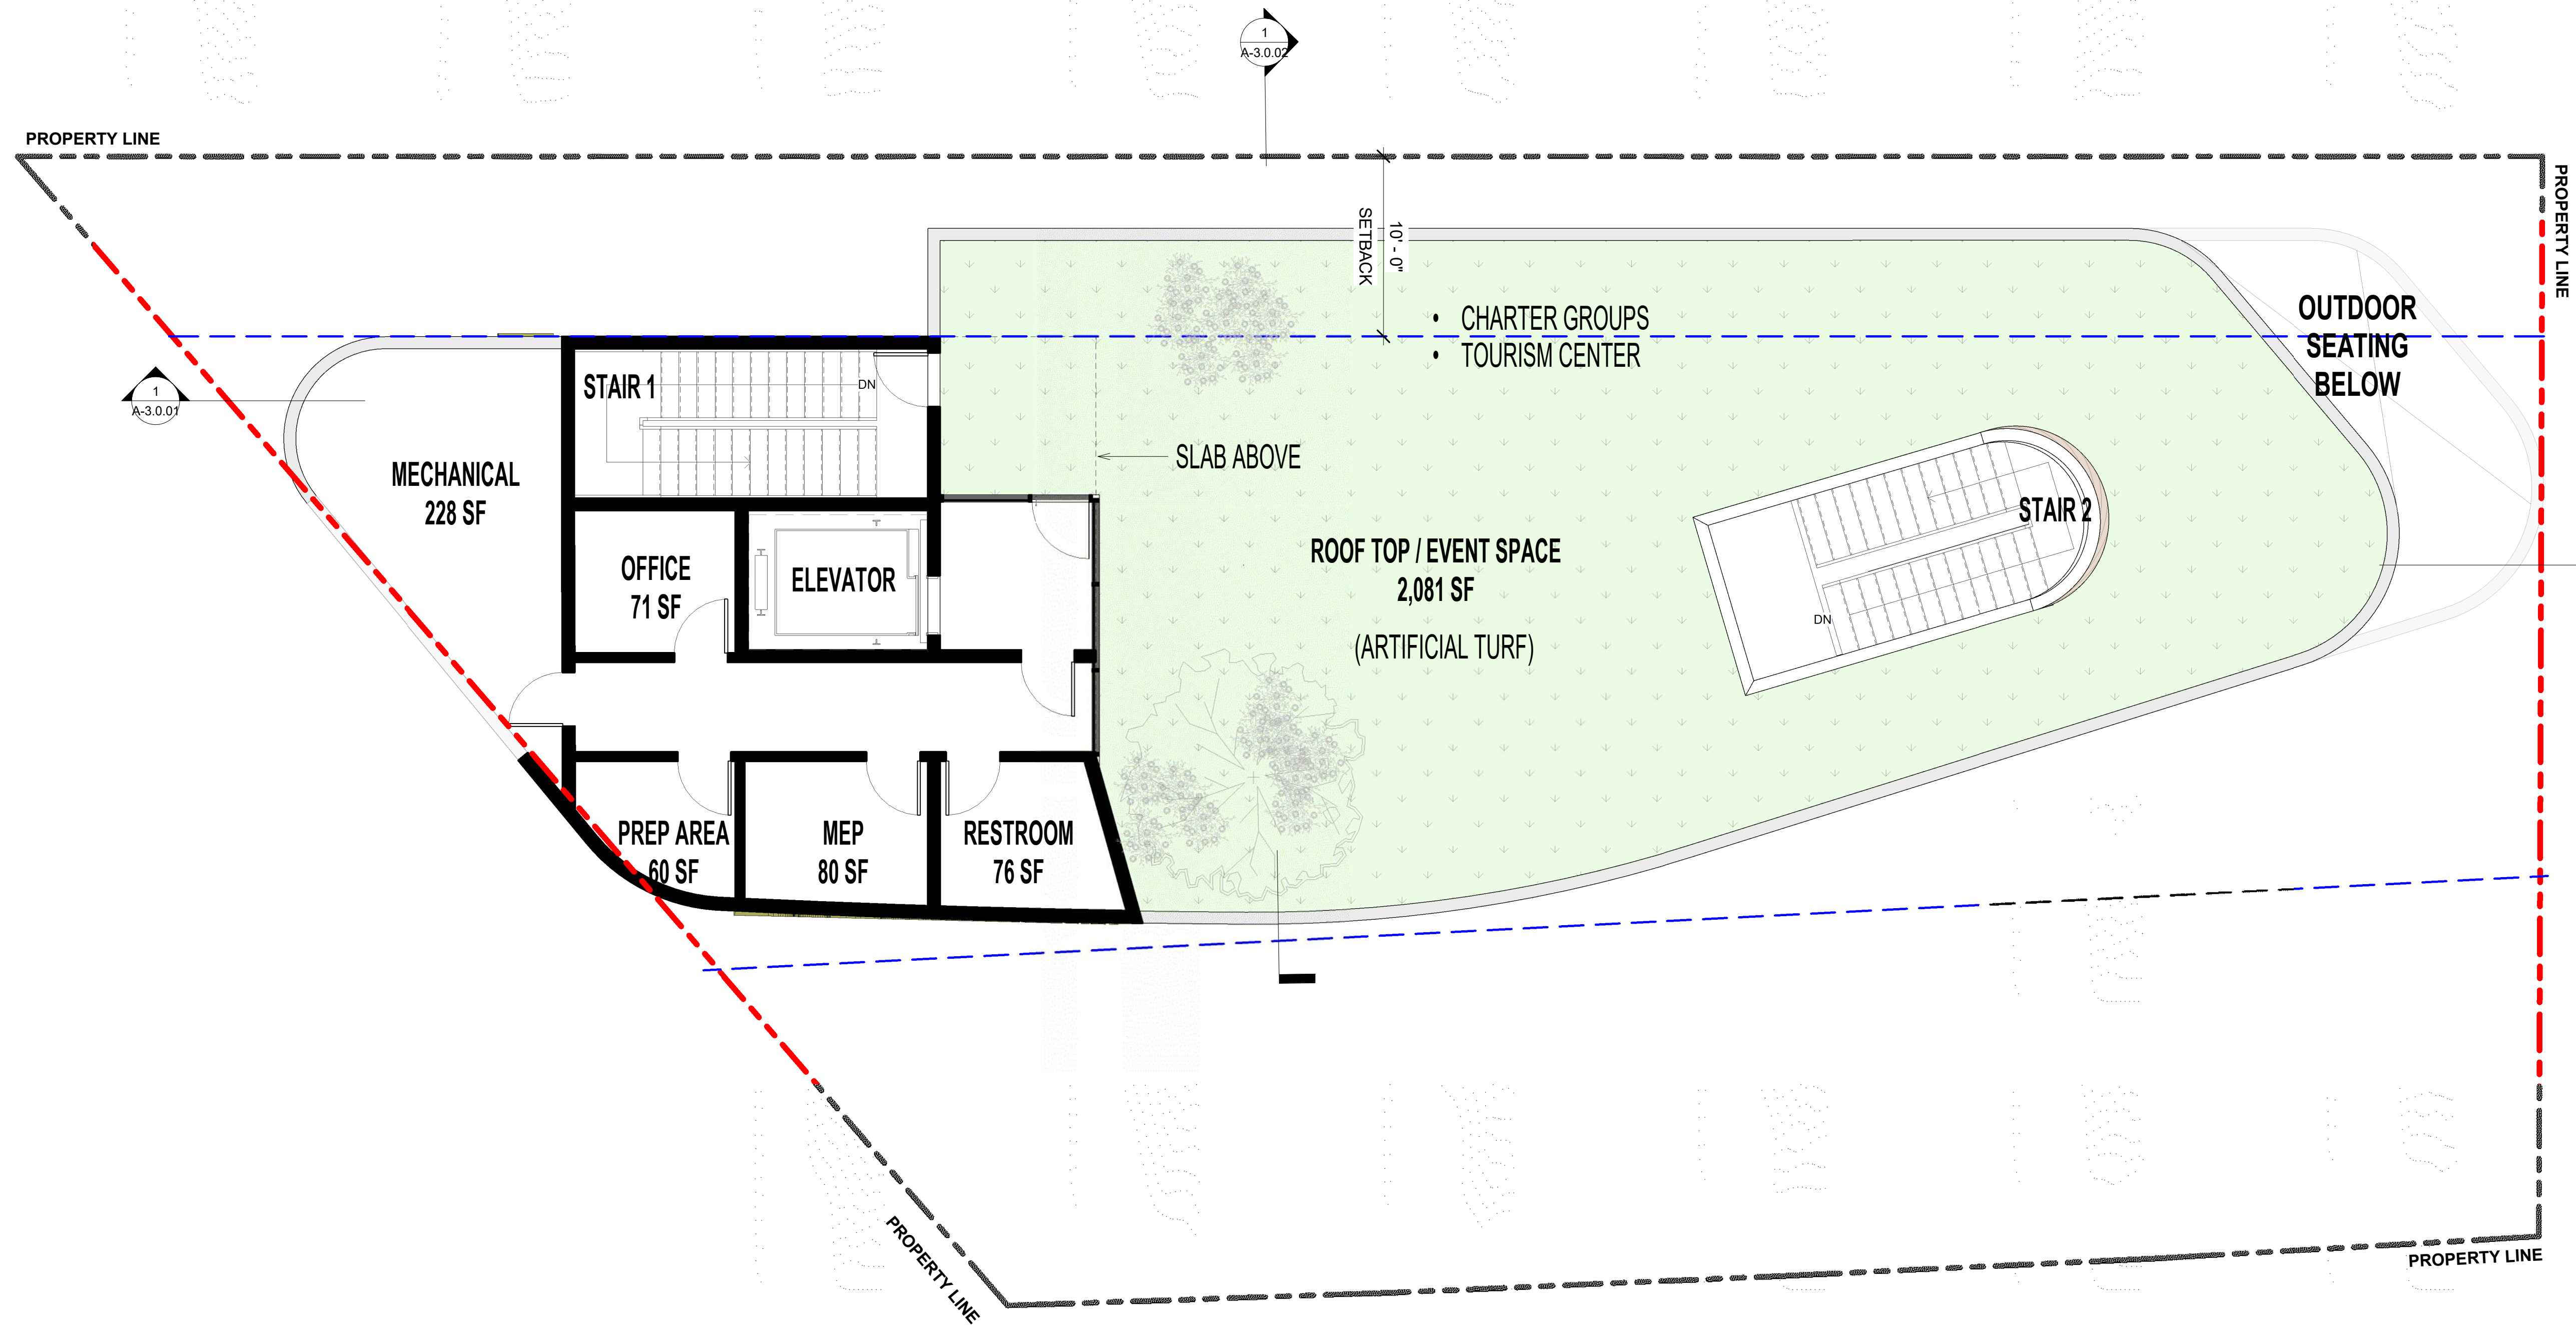 1
A-3.0.02
PROPERTY LINE
PROPERTY LINE
10' - 0"
SETBACK
OUTDOOR
SEATING
BELOW
• CHARTER GROUPS
• TOURISM CENTER
STAIR 1
DN
1
A-3.0.01
SLAB ABOVE
MECHANICAL
228 SF
STAIR 2
DN
ROOF TOP / EVENT SPACE
2,081 SF
(ARTIFICIAL TURF)
OFFICE
71 SF
ELEVATOR
PREP AREA
60 SF
MEP
80 SF
RESTROOM
76 SF
PROPERTY LINE
PROPERTY LINE